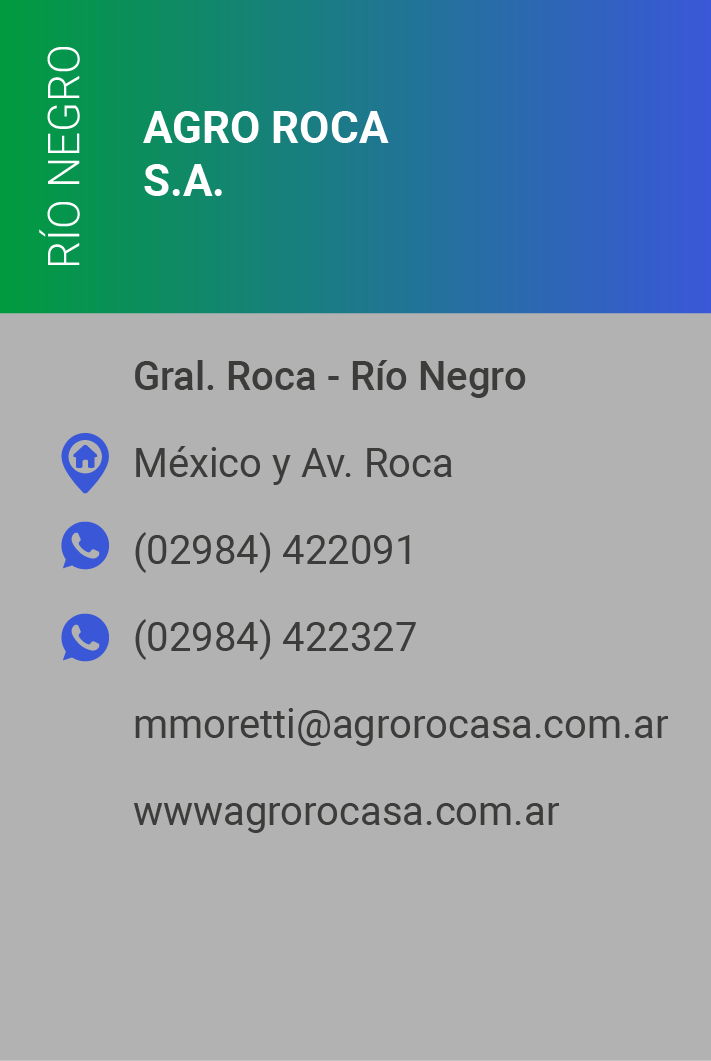 RÍO NEGRO
AGRO ROCA
S.A.
Gral. Roca - Río Negro
México y Av. Roca
(02984) 422091
(02984) 422327
mmoretti@agrorocasa.com.ar
wwwagrorocasa.com.ar